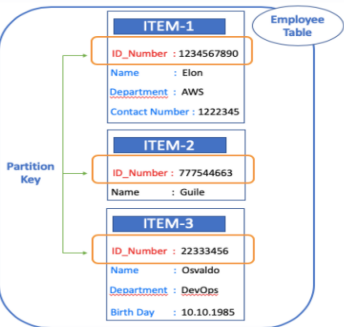 Employee
Table
ITEM-1
ID_Number : 1234567890
Name : Elon
Department : AWS
Contact Number : 1222345
ITEM-2
ID_Number : 777544663
Name : Guile
Partition
Key
ITEM-3
ID_Number : 22333456
Name : Osvaldo
Department : DevOps
Birth Day : 10.10.1985